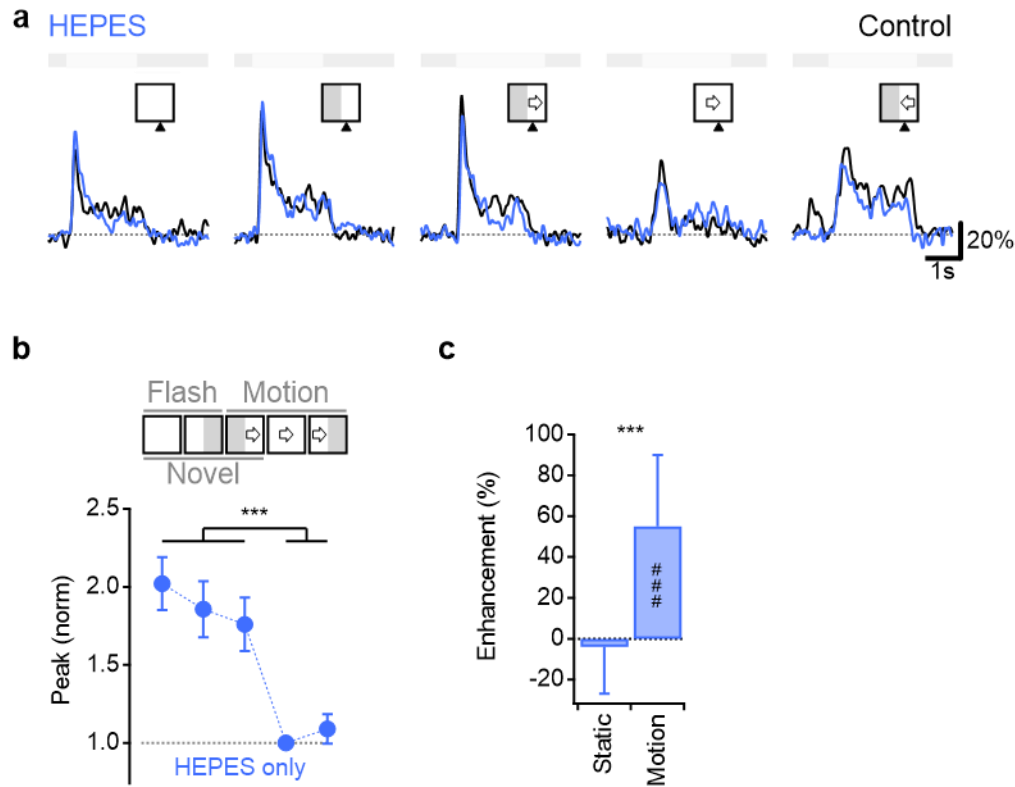 a
HEPES
Control
20%
1s
b
Flash
Motion
Novel
***
2.5
2.0
1.5
1.0
Peak (norm)
HEPES only
c
***
100
80
60
40
20
0
-20
Enhancement (%)
###
Static
Motion